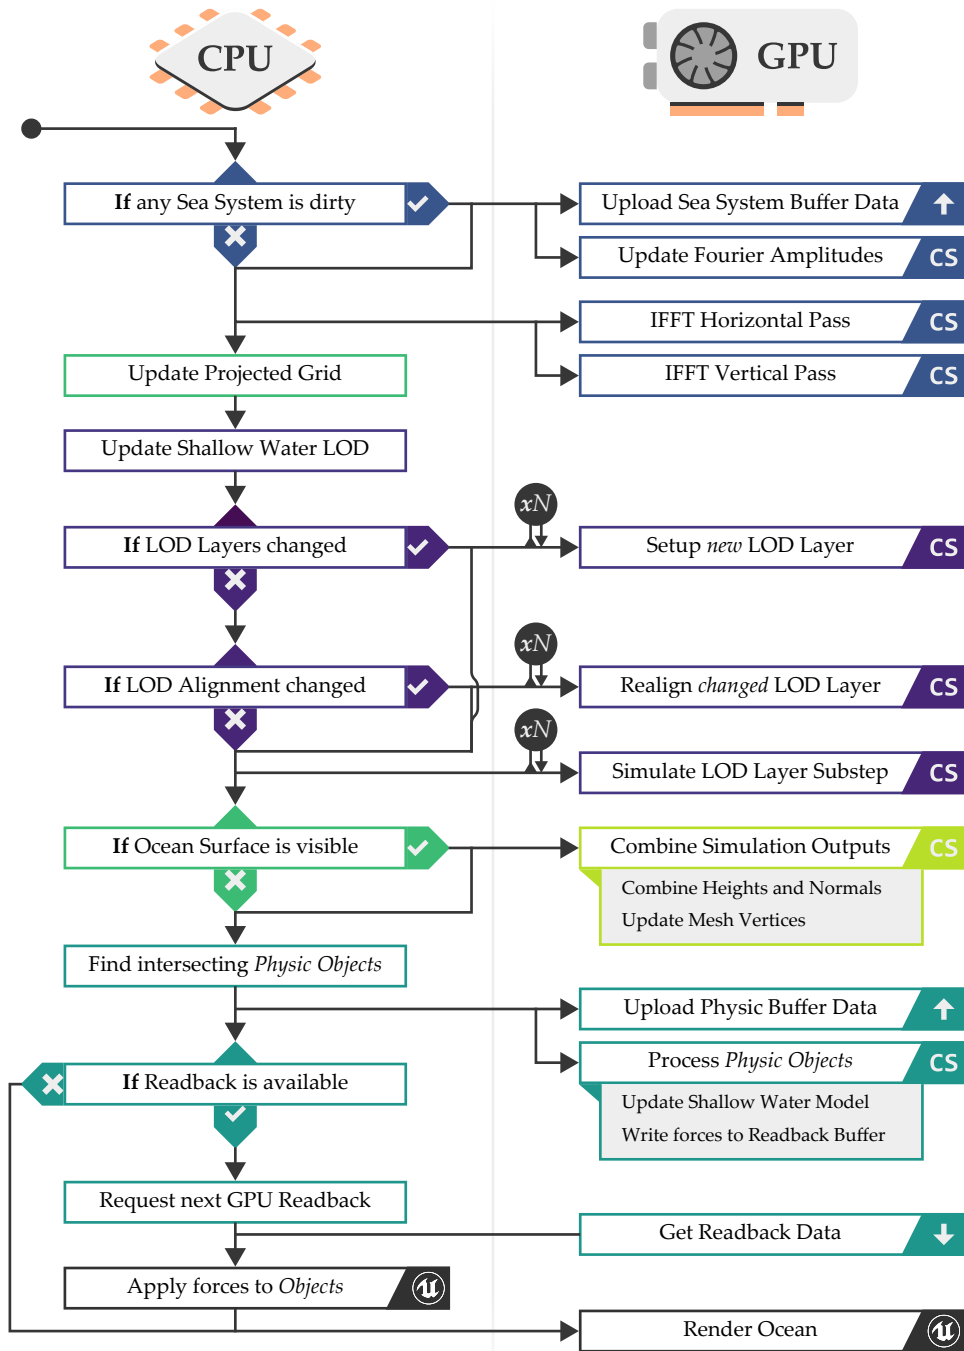 CPU
GPU
If any Sea System is dirty
Upload Sea System Buffer Data
Update Fourier Amplitudes
CS
IFFT Horizontal Pass
CS
Update Projected Grid
IFFT Vertical Pass
CS
Update Shallow Water LOD
xN
If LOD Layers changed
Setup new LOD Layer
CS
xN
If LOD Alignment changed
Realign changed LOD Layer
CS
xN
Simulate LOD Layer Substep
CS
If Ocean Surface is visible
Combine Simulation Outputs
CS
Combine Heights and Normals
Update Mesh Vertices
Find intersecting Physic Objects
Upload Physic Buffer Data
Process Physic Objects
CS
If Readback is available
Update Shallow Water Model
Write forces to Readback Buffer
Request next GPU Readback
Get Readback Data
Apply forces to Objects
Render Ocean